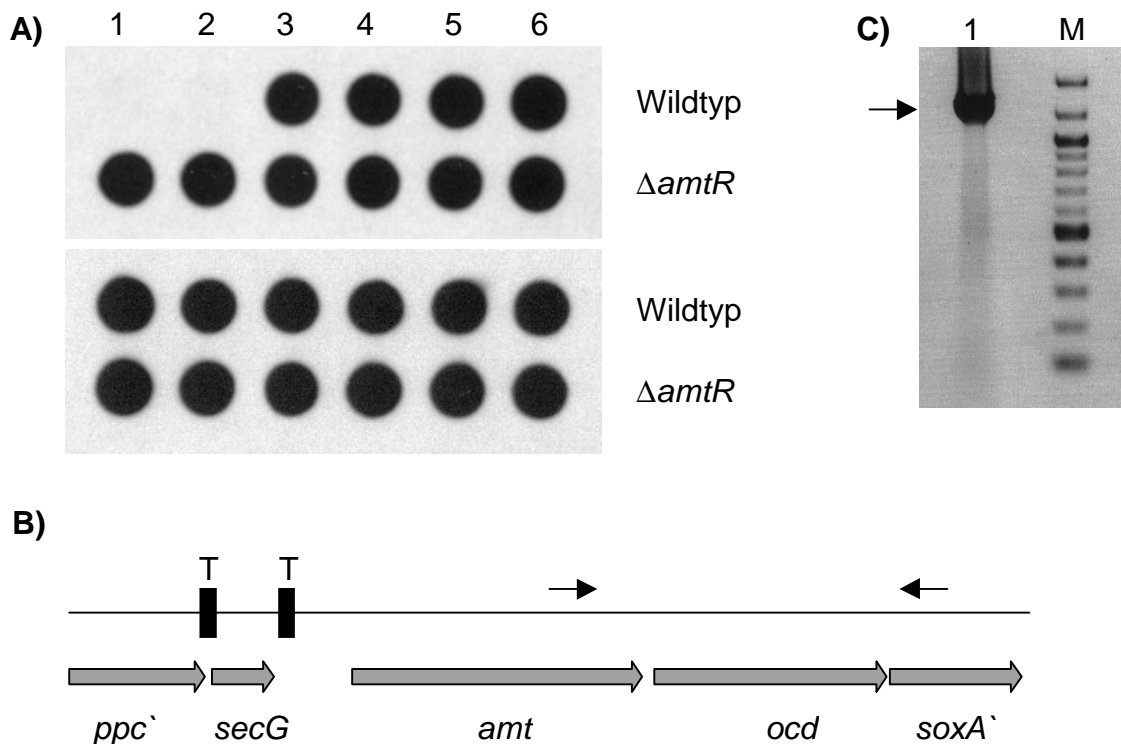 A)
1 2 3 4 5 6
Wildtyp
ΔamtR
Wildtyp
ΔamtR
C)
1 M
B)
T T
ppc` secG amt ocd soxA`